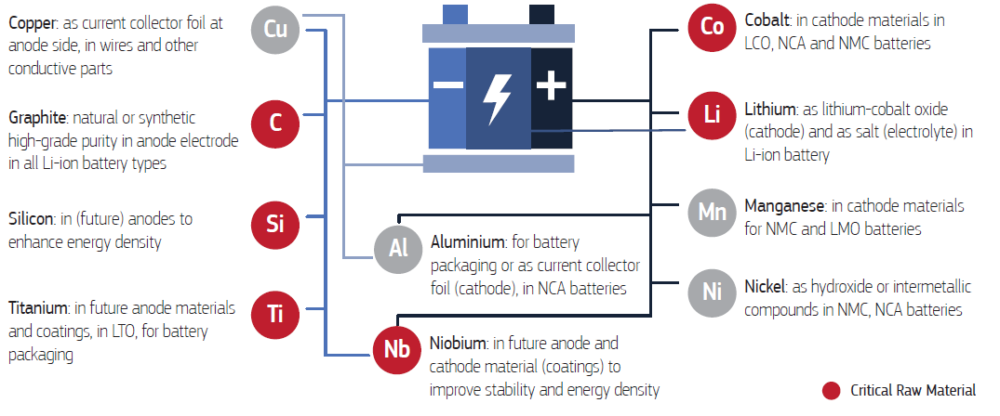 Copper: as current collector foil at
anode side, in wires and other
conductive parts
Cu
Graphite: natural or synthetic
high-grade purity in anode electrode
in all Li-ion battery types
C
Silicon: in (future) anodes to
enhance energy density
Si
Titanium: in future anode materials
and coatings, in LTO, for battery
packaging
Ti
− +
Al
Aluminium: for battery
packaging or as current collector
foil (cathode), in NCA batteries
Nb
Niobium: in future anode and
cathode material (coatings) to
improve stability and energy density
Co
Cobalt: in cathode materials in
LCO, NCA and NMC batteries
Li
Lithium: as lithium-cobalt oxide
(cathode) and as salt (electrolyte) in
Li-ion battery
Mn
Manganese: in cathode materials
for NMC and LMO batteries
Ni
Nickel: as hydroxide or intermetallic
compounds in NMC, NCA batteries
Critical Raw Material